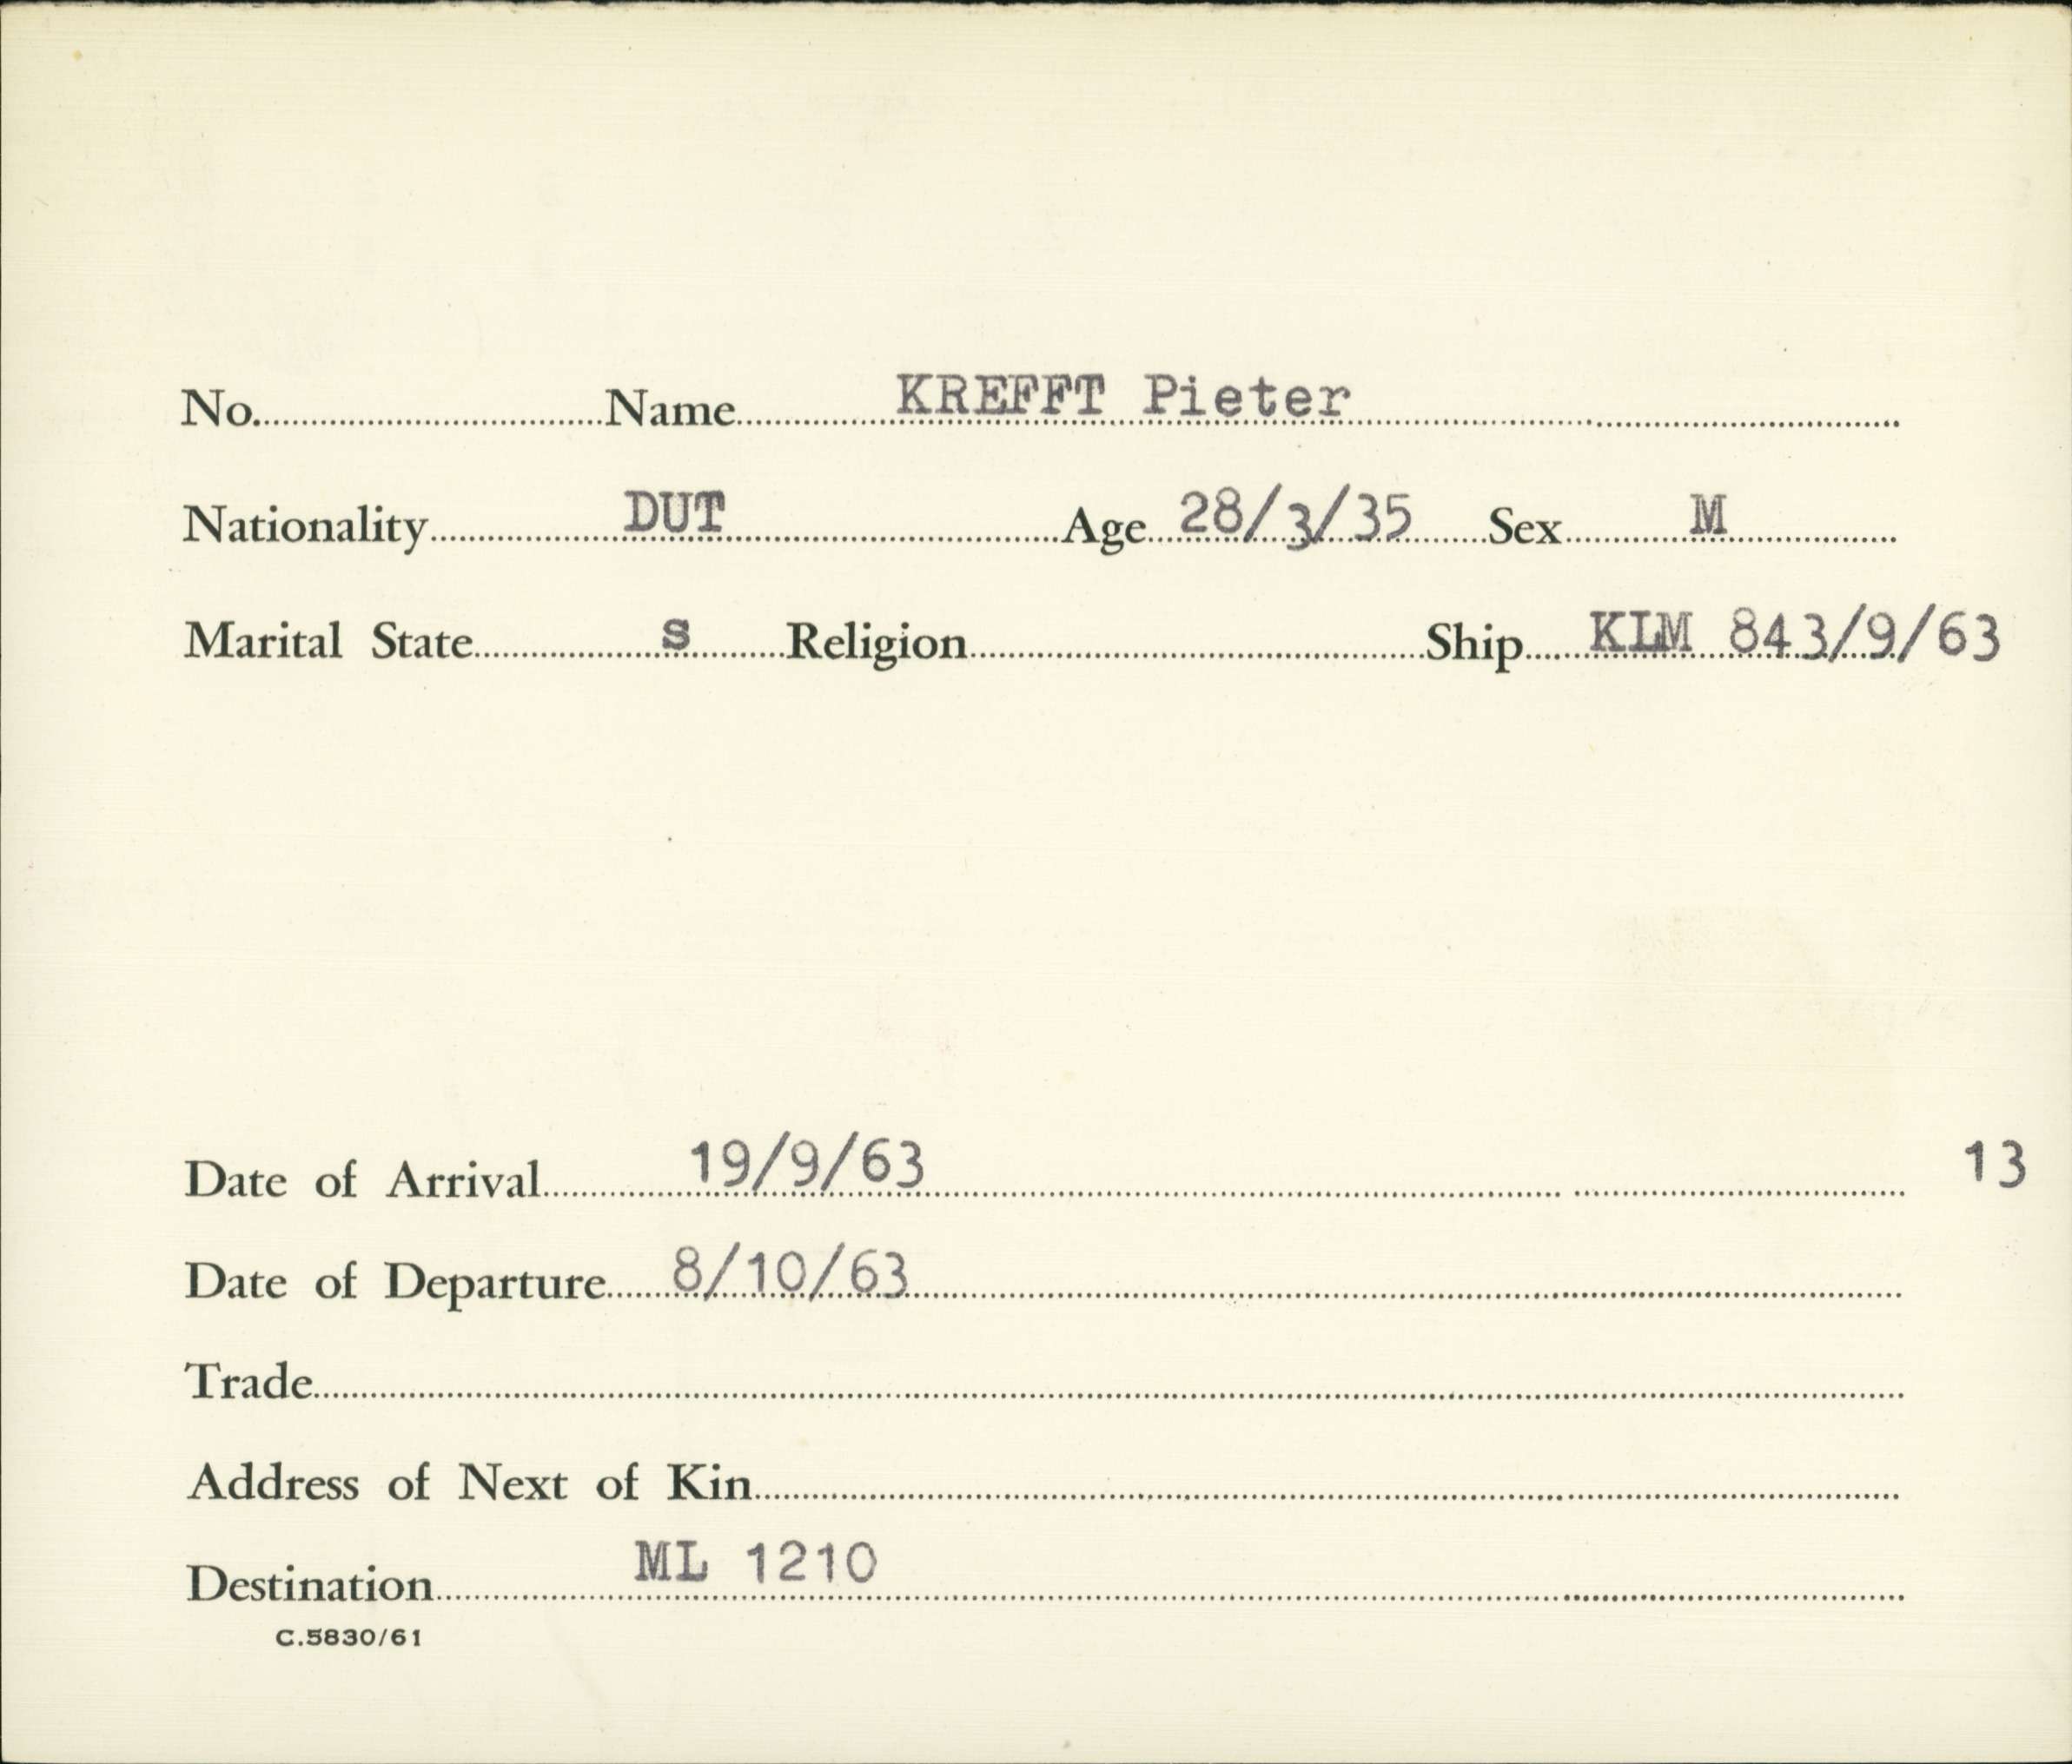 No. Name KREFFT Pieter
Nationality DUT Age 28/3/35 Sex M
Marital State S Religion Ship KLM 843/9/63
Date of Arrival 19/9/63 13
Date of Departure 8/10/63
Trade
Address of Next of Kin
Destination ML 1210
C.5830/61